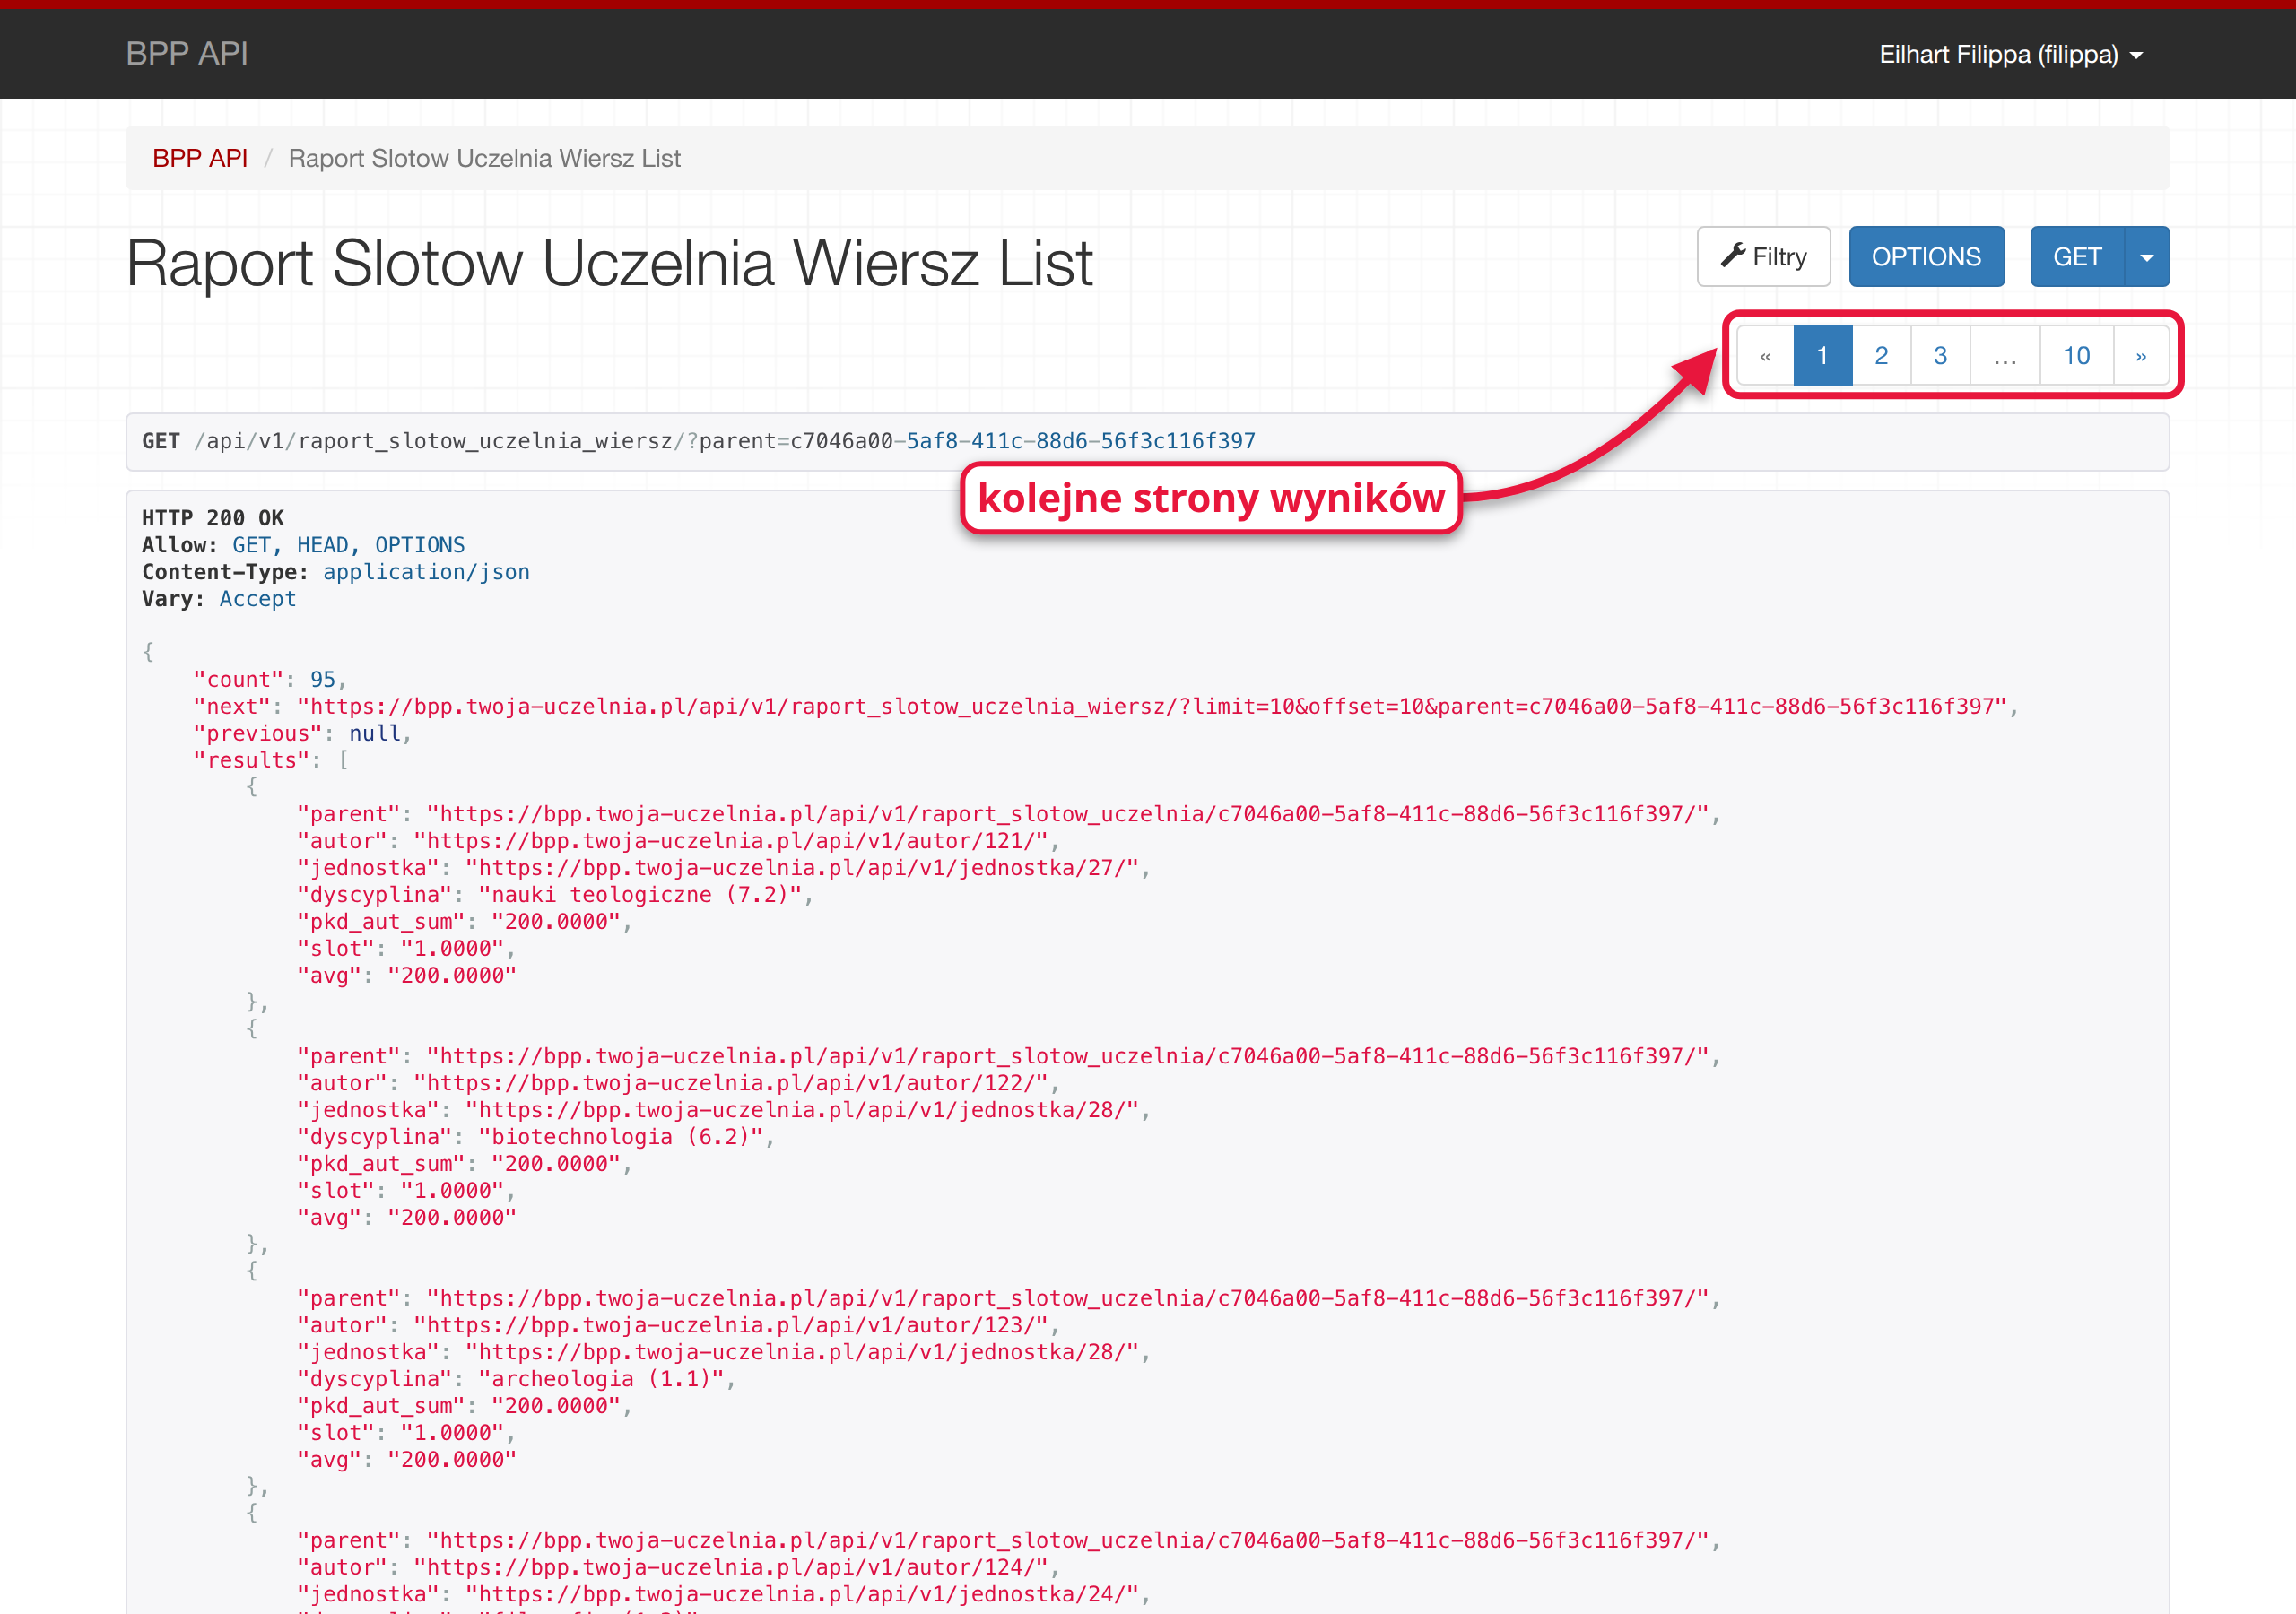 BPP API
Eilhart Filippa (filippa)
BPP API / Raport Slotow Uczelnia Wiersz List
Raport Slotow Uczelnia Wiersz List
Filtry
OPTIONS
GET
« 1 2 3 … 10 »
GET /api/v1/raport_slotow_uczelnia_wiersz/?parent=c7046a00-5af8-411c-88d6-56f3c116f397
kolejne strony wyników
HTTP 200 OK
Allow: GET, HEAD, OPTIONS
Content-Type: application/json
Vary: Accept
{
"count": 95,
"next": "https://bpp.twoja-uczelnia.pl/api/v1/raport_slotow_uczelnia_wiersz/?limit=10&offset=10&parent=c7046a00-5af8-411c-88d6-56f3c116f397",
"previous": null,
"results": [
{
"parent": "https://bpp.twoja-uczelnia.pl/api/v1/raport_slotow_uczelnia/c7046a00-5af8-411c-88d6-56f3c116f397/",
"autor": "https://bpp.twoja-uczelnia.pl/api/v1/autor/121/",
"jednostka": "https://bpp.twoja-uczelnia.pl/api/v1/jednostka/27/",
"dyscyplina": "nauki teologiczne (7.2)",
"pkd_aut_sum": "200.0000",
"slot": "1.0000",
"avg": "200.0000"
},
{
"parent": "https://bpp.twoja-uczelnia.pl/api/v1/raport_slotow_uczelnia/c7046a00-5af8-411c-88d6-56f3c116f397/",
"autor": "https://bpp.twoja-uczelnia.pl/api/v1/autor/122/",
"jednostka": "https://bpp.twoja-uczelnia.pl/api/v1/jednostka/28/",
"dyscyplina": "biotechnologia (6.2)",
"pkd_aut_sum": "200.0000",
"slot": "1.0000",
"avg": "200.0000"
},
{
"parent": "https://bpp.twoja-uczelnia.pl/api/v1/raport_slotow_uczelnia/c7046a00-5af8-411c-88d6-56f3c116f397/",
"autor": "https://bpp.twoja-uczelnia.pl/api/v1/autor/123/",
"jednostka": "https://bpp.twoja-uczelnia.pl/api/v1/jednostka/28/",
"dyscyplina": "archeologia (1.1)",
"pkd_aut_sum": "200.0000",
"slot": "1.0000",
"avg": "200.0000"
},
{
"parent": "https://bpp.twoja-uczelnia.pl/api/v1/raport_slotow_uczelnia/c7046a00-5af8-411c-88d6-56f3c116f397/",
"autor": "https://bpp.twoja-uczelnia.pl/api/v1/autor/124/",
"jednostka": "https://bpp.twoja-uczelnia.pl/api/v1/jednostka/24/",